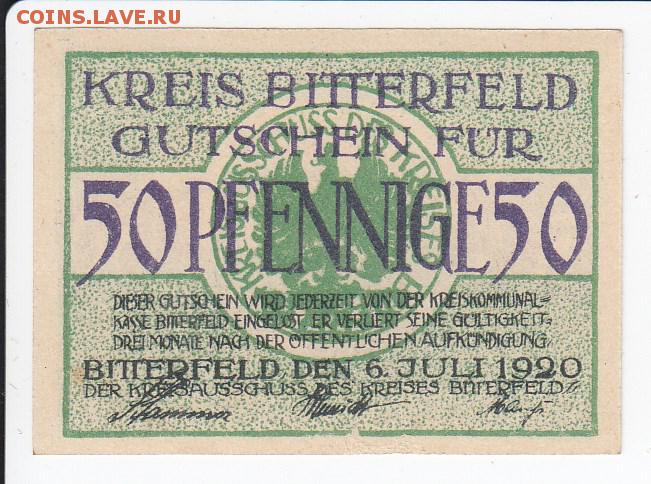 COINS.LAVE.RU
KREIS BITTERFELD
GUTSCHEIN FÜR
50 PFENNIGE 50
DIESER GUTSCHEIN WIRD JEDERZEIT VON DER KREISKOMMUNAL=
KASSE BITTERFELD EINGELÖST. ER VERLIERT SEINE GÜLTIGKEIT
DREI MONATE NACH DER ÖFFENTLICHEN AUFKÜNDIGUNG.
BITTERFELD, DEN 6. JULI 1920
DER KREISAUSSCHUSS DES KREISES BITTERFELD